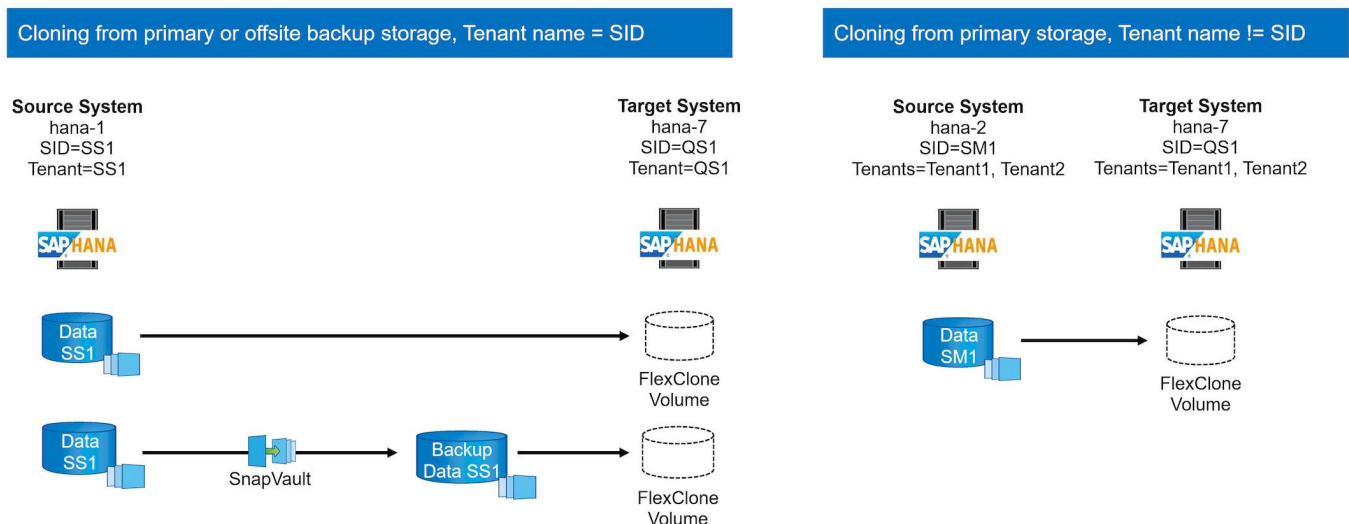 Cloning from primary or offsite backup storage, Tenant name = SID
Source System
hana-1
SID=SS1
Tenant=SS1
Target System
hana-7
SID=QS1
Tenant=QS1
SAP HANA
SAP HANA
Data
SS1
FlexClone
Volume
Data
SS1
SnapVault
Backup
Data SS1
FlexClone
Volume
Cloning from primary storage, Tenant name != SID
Source System
hana-2
SID=SM1
Tenants=Tenant1, Tenant2
Target System
hana-7
SID=QS1
Tenants=Tenant1, Tenant2
SAP HANA
SAP HANA
Data
SM1
FlexClone
Volume